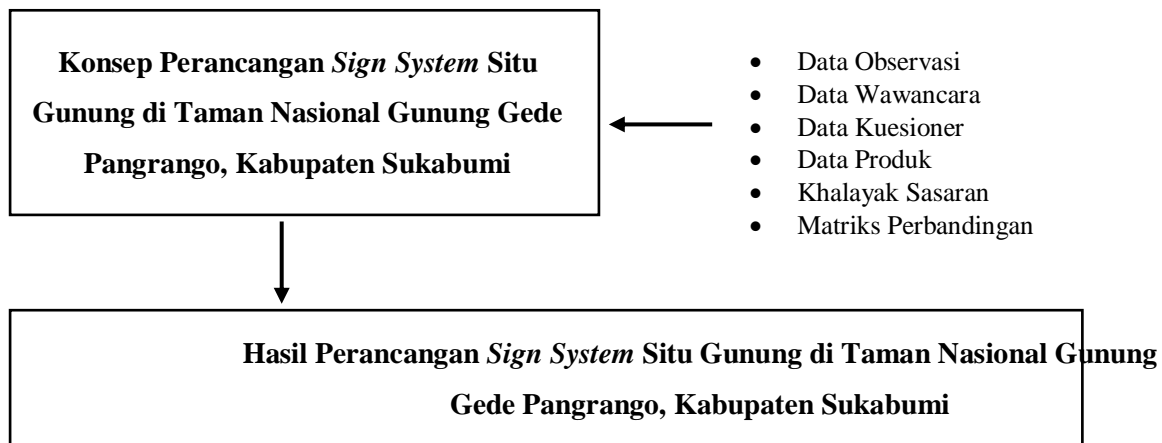 Konsep Perancangan Sign System Situ
Gunung di Taman Nasional Gunung Gede
Pangrango, Kabupaten Sukabumi
• Data Observasi
• Data Wawancara
• Data Kuesioner
• Data Produk
• Khalayak Sasaran
• Matriks Perbandingan
Hasil Perancangan Sign System Situ Gunung di Taman Nasional Gunung
Gede Pangrango, Kabupaten Sukabumi